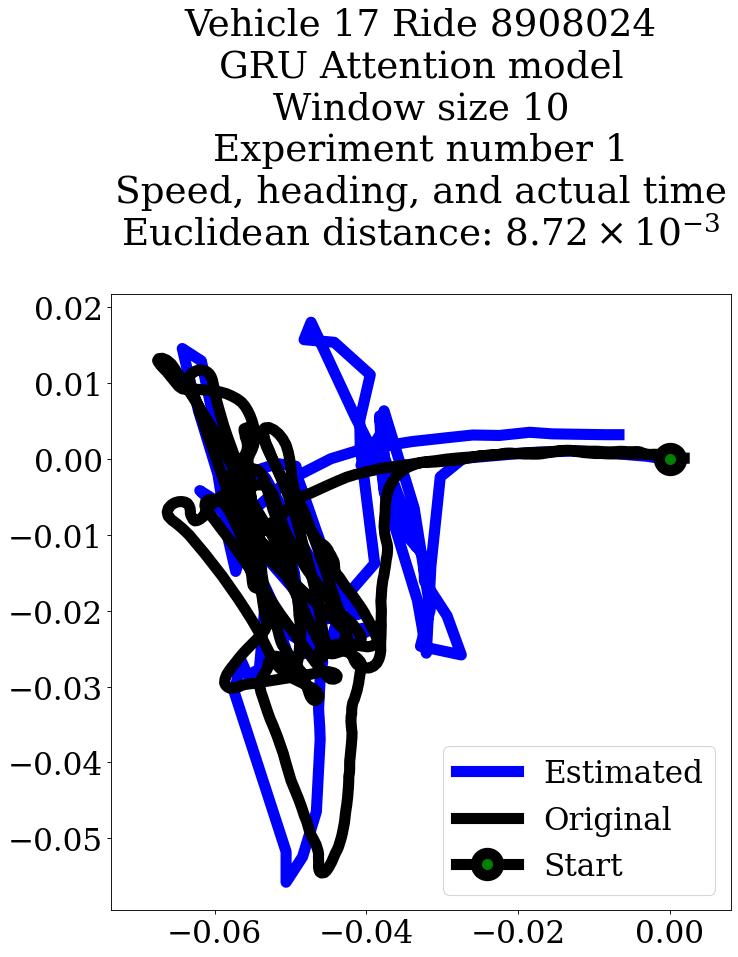 Vehicle 17 Ride 8908024
GRU Attention model
Window size 10
Experiment number 1
Speed, heading, and actual time
Euclidean distance: 8.72 × 10⁻³
0.02
0.01
0.00
−0.01
−0.02
−0.03
−0.04
−0.05
Estimated
Original
Start
−0.06
−0.04
−0.02
0.00